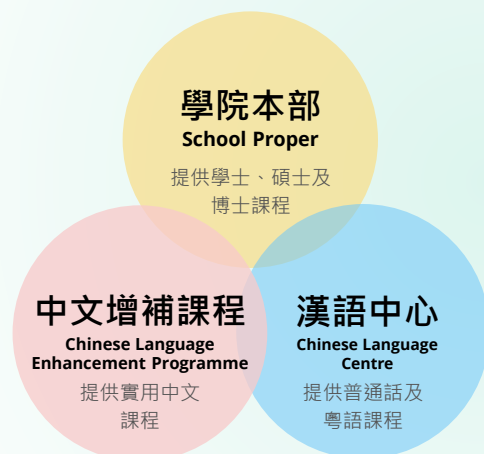 學院本部
School Proper
提供學士、碩士及
博士課程
中文增補課程
Chinese Language
Enhancement Programme
提供實用中文
課程
漢語中心
Chinese Language
Centre
提供普通話及
粵語課程